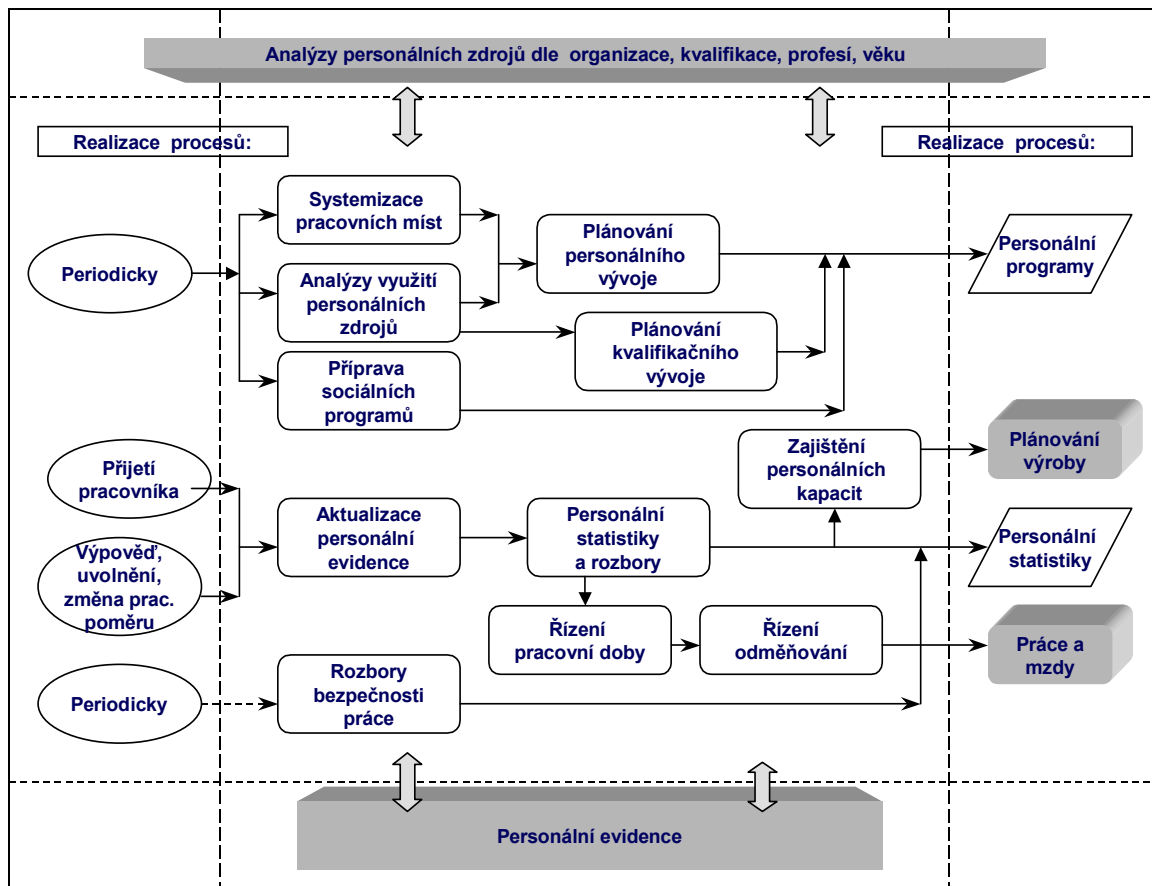 Analýzy personálních zdrojů dle organizace, kvalifikace, profesí, věku
Realizace procesů:
Realizace procesů:
Periodicky
Systemizace
pracovních míst
Analýzy využití
personálních
zdrojů
Příprava
sociálních
programů
Plánování
personálního
vývoje
Plánování
kvalifikačního
vývoje
Personální
programy
Přijetí
pracovníka
Výpověď,
uvolnění,
změna prac.
poměru
Aktualizace
personální
evidence
Personální
statistiky
a rozbory
Zajištění
personálních
kapacit
Plánování
výroby
Personální
statistiky
Řízení
pracovní doby
Řízení
odměňování
Práce a
mzdy
Periodicky
Rozbory
bezpečnosti
práce
Personální evidence